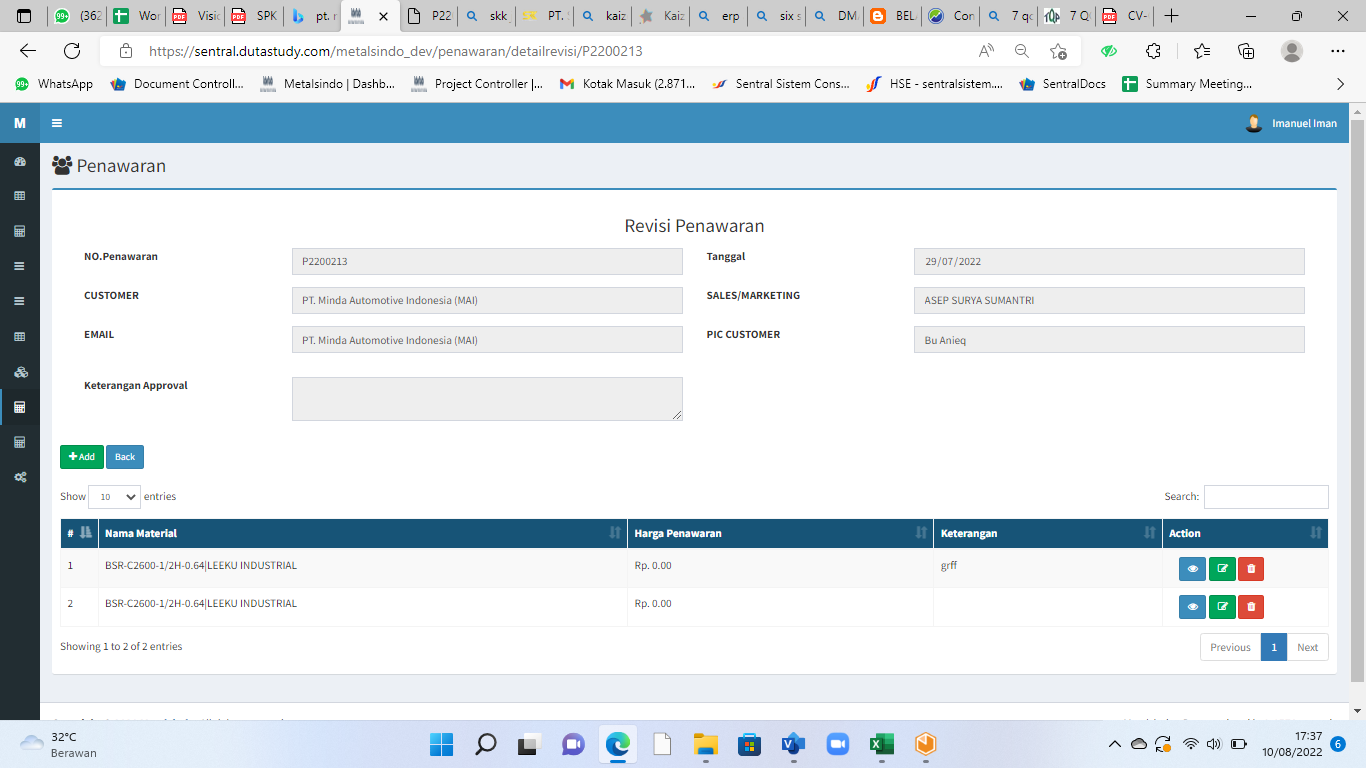 (362
Wor
Visic
SPK
pt. r
P22
skk
PT. S
kaiz
Kaiz
erp
six s
DM
BEL
Con
7 qc
7 Q
CV-
https://sentral.dutastudy.com/metalsindo_dev/penawaran/detailrevisi/P2200213
99+ WhatsApp
Document Controll...
Metalsindo | Dashb...
Project Controller |...
Kotak Masuk (2.871...
Sentral Sistem Cons...
HSE - sentralsistem....
SentralDocs
Summary Meeting...
M
Imanuel Iman
Penawaran
Revisi Penawaran
NO.Penawaran P2200213 Tanggal 29/07/2022
CUSTOMER PT. Minda Automotive Indonesia (MAI) SALES/MARKETING ASEP SURYA SUMANTRI
EMAIL PT. Minda Automotive Indonesia (MAI) PIC CUSTOMER Bu Anieq
Keterangan Approval
Add Back
Show 10 entries Search:
# Nama Material Harga Penawaran Keterangan Action
1 BSR-C2600-1/2H-0.64|LEEKU INDUSTRIAL Rp. 0.00 grff
2 BSR-C2600-1/2H-0.64|LEEKU INDUSTRIAL Rp. 0.00
Showing 1 to 2 of 2 entries Previous 1 Next
32°C
Berawan
17:37
10/08/2022
6